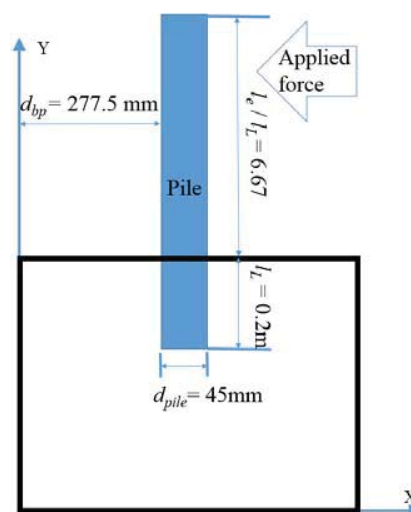 Y
Applied
force
d_bp = 277.5 mm
l_e / l_L = 6.67
Pile
l_L = 0.2m
d_pile = 45mm
X